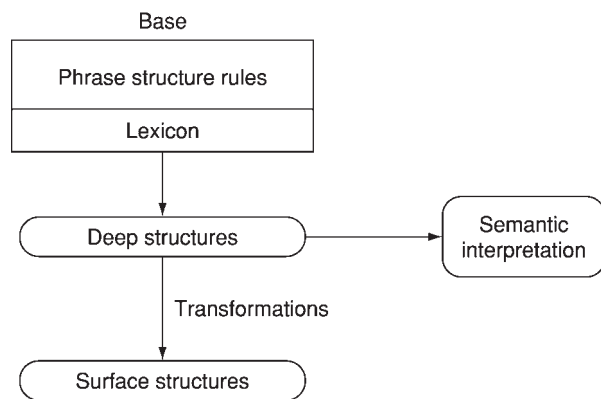 Base
Phrase structure rules
Lexicon
Deep structures
Semantic
interpretation
Transformations
Surface structures